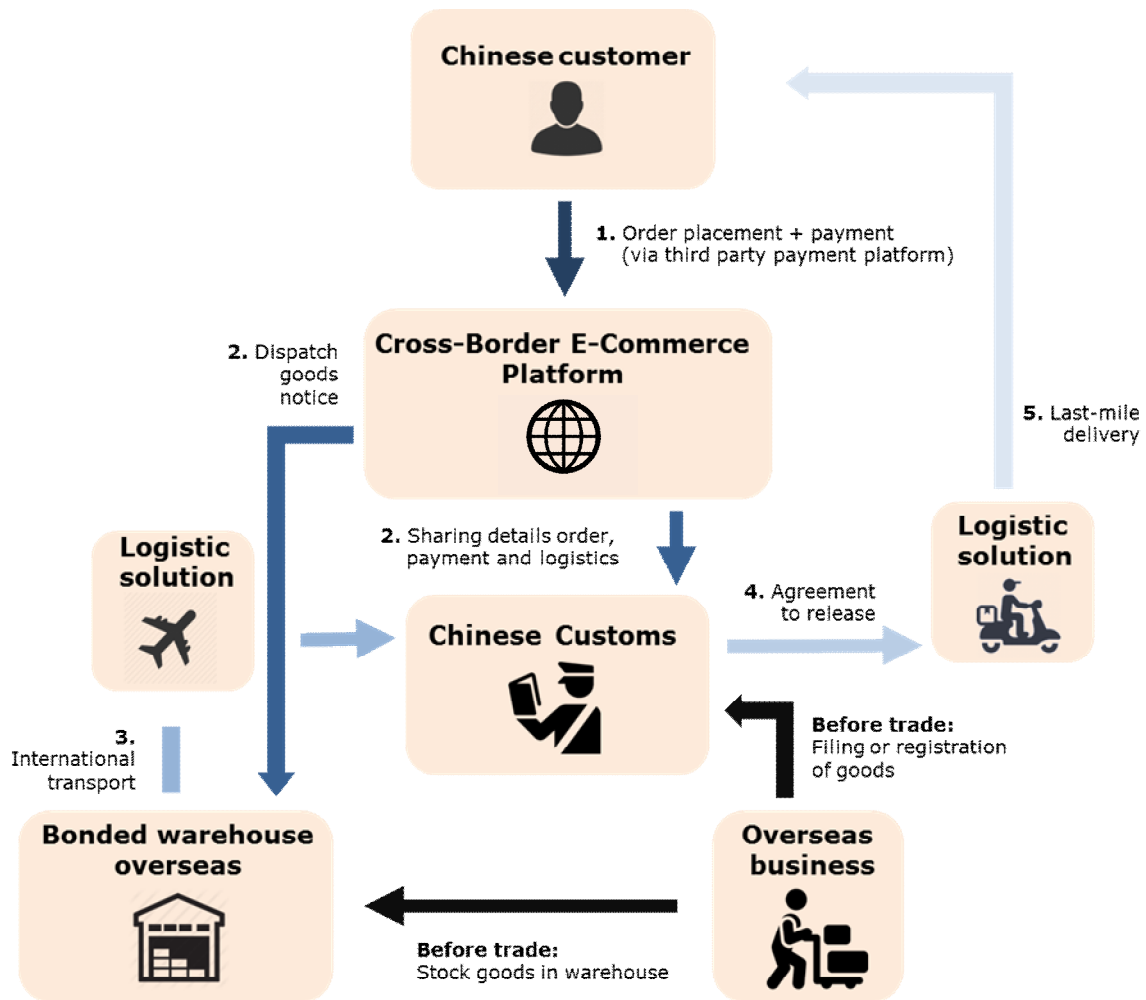 Chinese customer
1. Order placement + payment
(via third party payment platform)
Cross-Border E-Commerce
Platform
2. Dispatch
goods
notice
5. Last-mile
delivery
2. Sharing details order,
payment and logistics
Logistic
solution
Logistic
solution
4. Agreement
to release
Chinese Customs
3.
International
transport
Before trade:
Filing or registration
of goods
Bonded warehouse
overseas
Overseas
business
Before trade:
Stock goods in warehouse